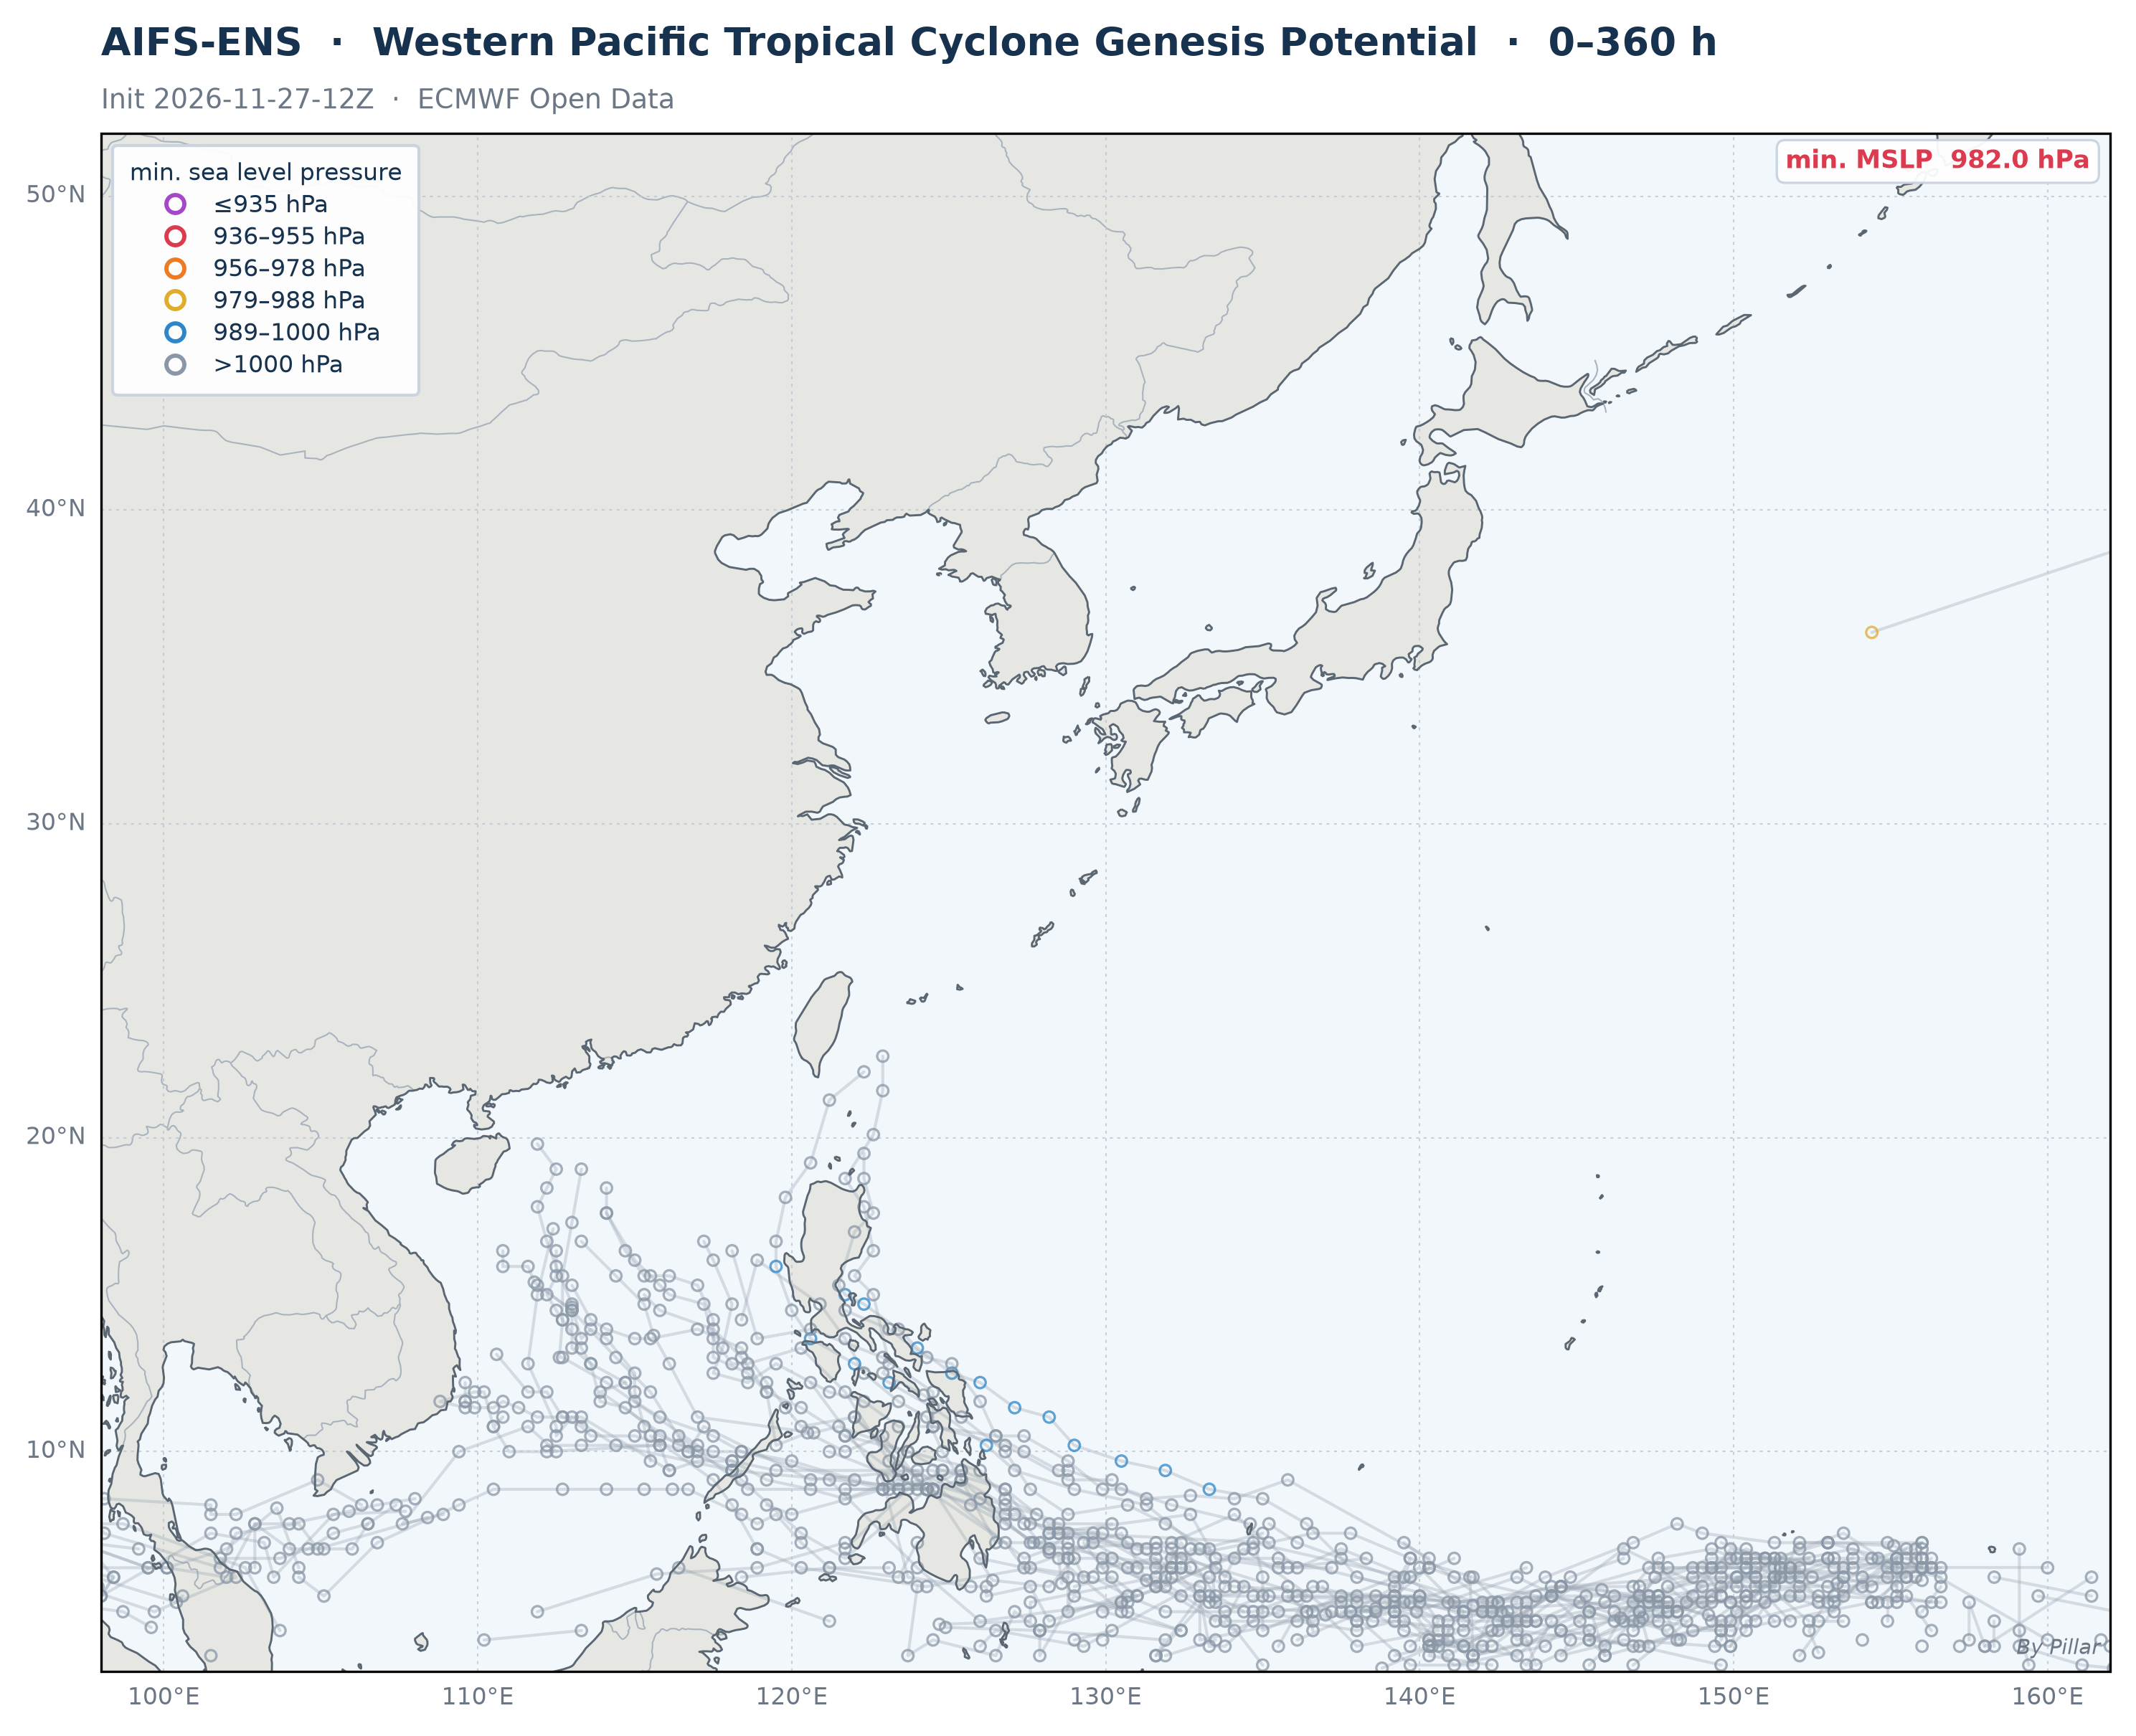 AIFS-ENS · Western Pacific Tropical Cyclone Genesis Potential · 0–360 h
Init 2026-11-27-12Z · ECMWF Open Data
min. sea level pressure
≤935 hPa
936–955 hPa
956–978 hPa
979–988 hPa
989–1000 hPa
>1000 hPa
min. MSLP 982.0 hPa
50°N
40°N
30°N
20°N
10°N
By Pillar
100°E 110°E 120°E 130°E 140°E 150°E 160°E